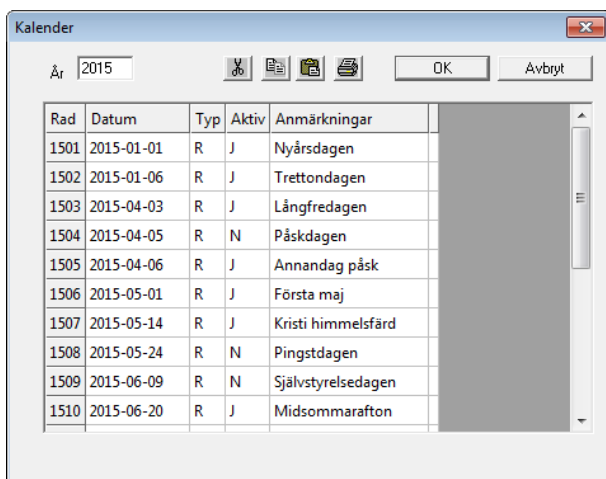 Kalender
År 2015 OK Avbryt
Rad Datum Typ Aktiv Anmärkningar
1501 2015-01-01 R J Nyårsdagen
1502 2015-01-06 R J Trettondagen
1503 2015-04-03 R J Långfredagen
1504 2015-04-05 R N Påskdagen
1505 2015-04-06 R J Annandag påsk
1506 2015-05-01 R J Första maj
1507 2015-05-14 R J Kristi himmelsfärd
1508 2015-05-24 R N Pingstdagen
1509 2015-06-09 R N Självstyrelsedagen
1510 2015-06-20 R J Midsommarafton